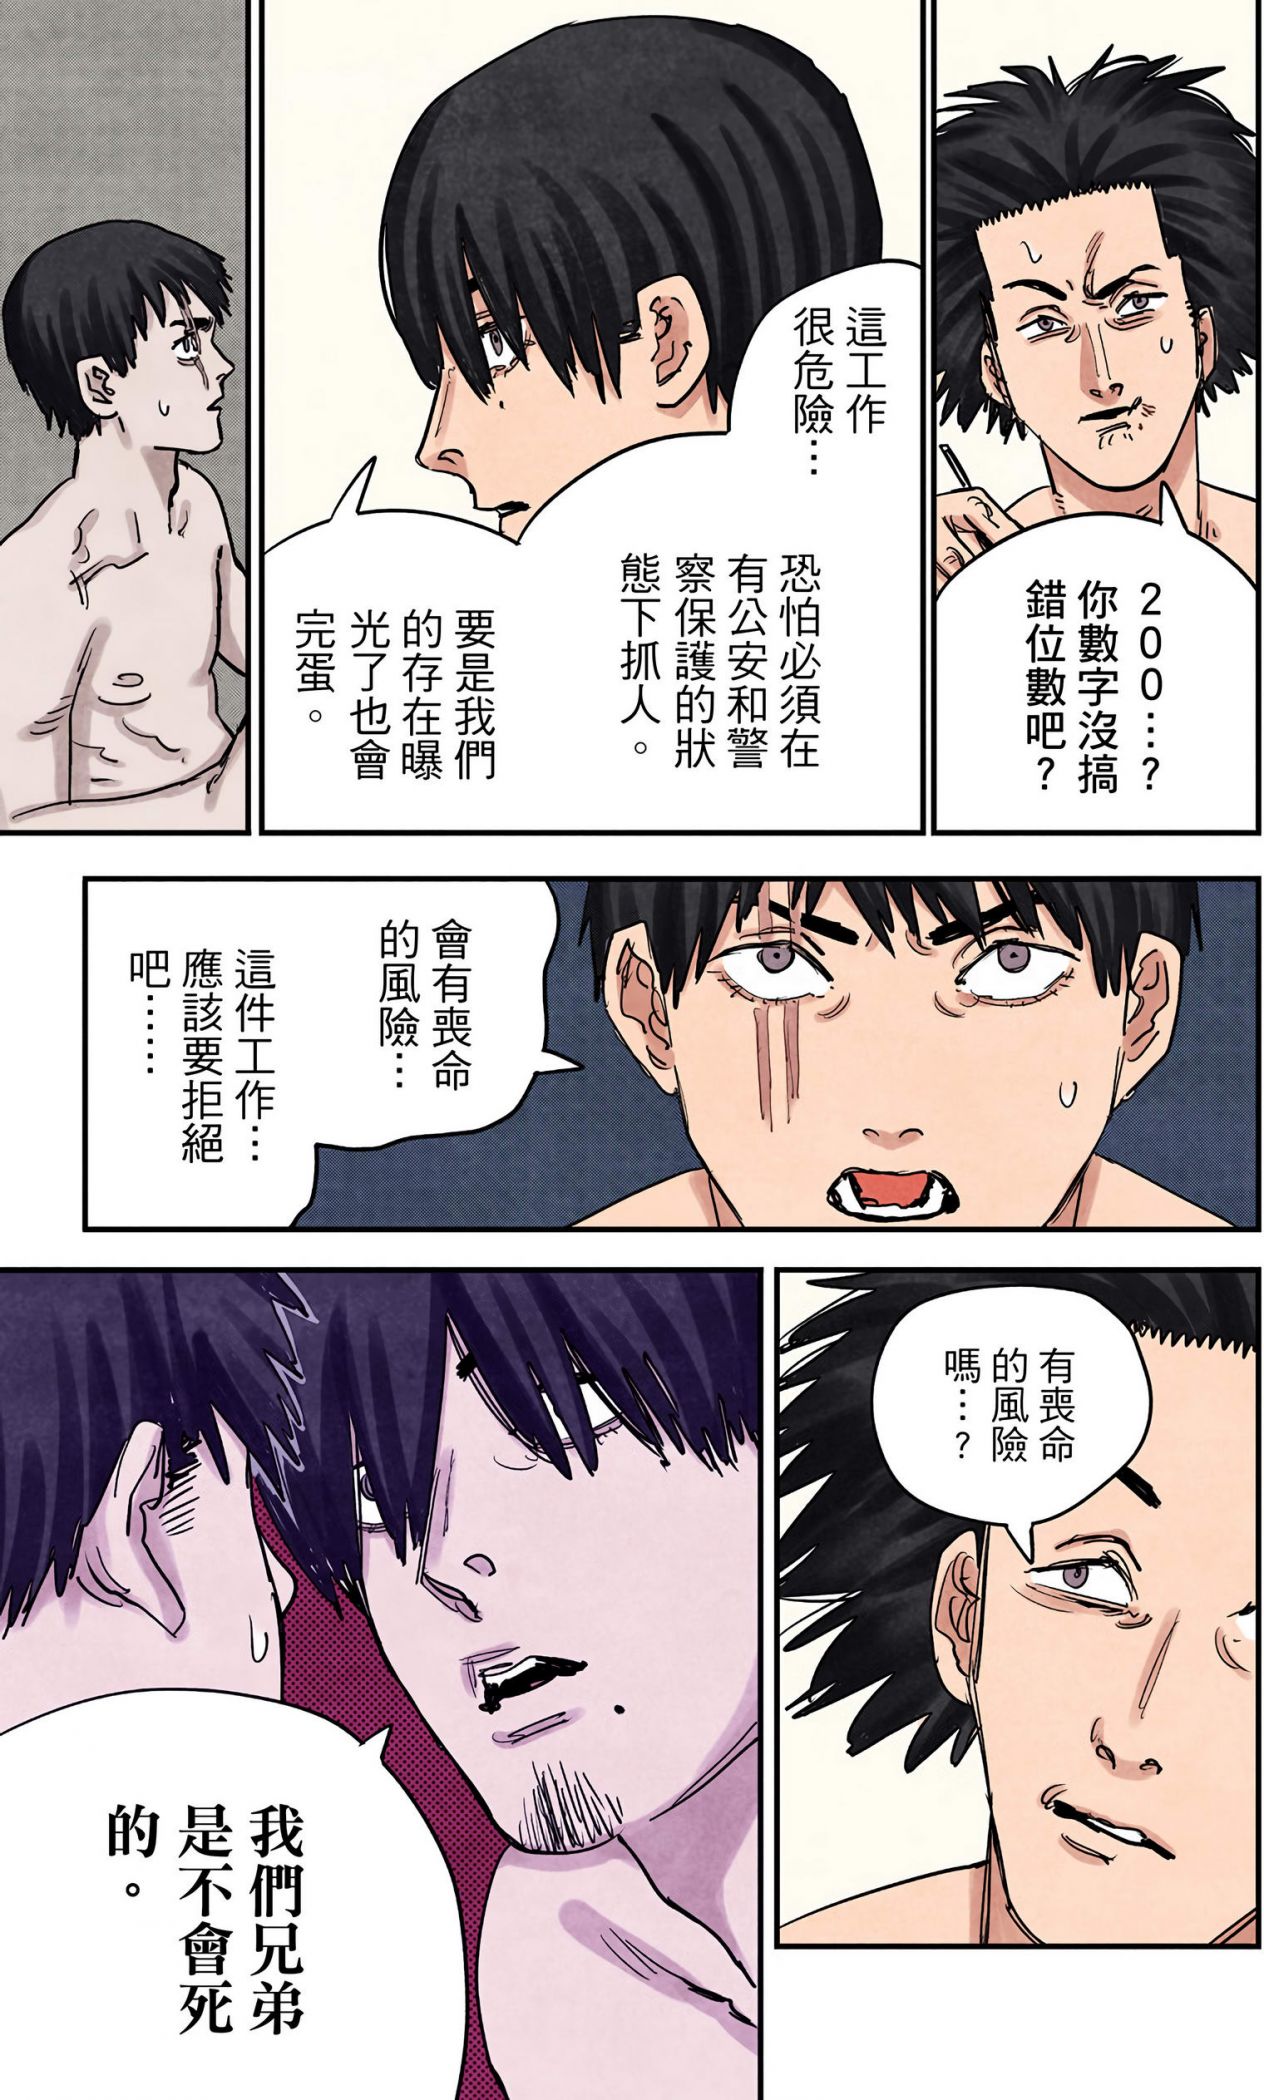 200…？
你數字沒搞
錯位數吧？
這工作
很危險…
恐怕必須在
有公安和警
察保護的狀
態下抓人。
要是我們
的存在曝
光了也會
完蛋。
會有喪命
的風險…
這件工作…
應該要拒絕
吧……
有喪命
的風險
嗎…？
我們兄弟
是不會死
的。